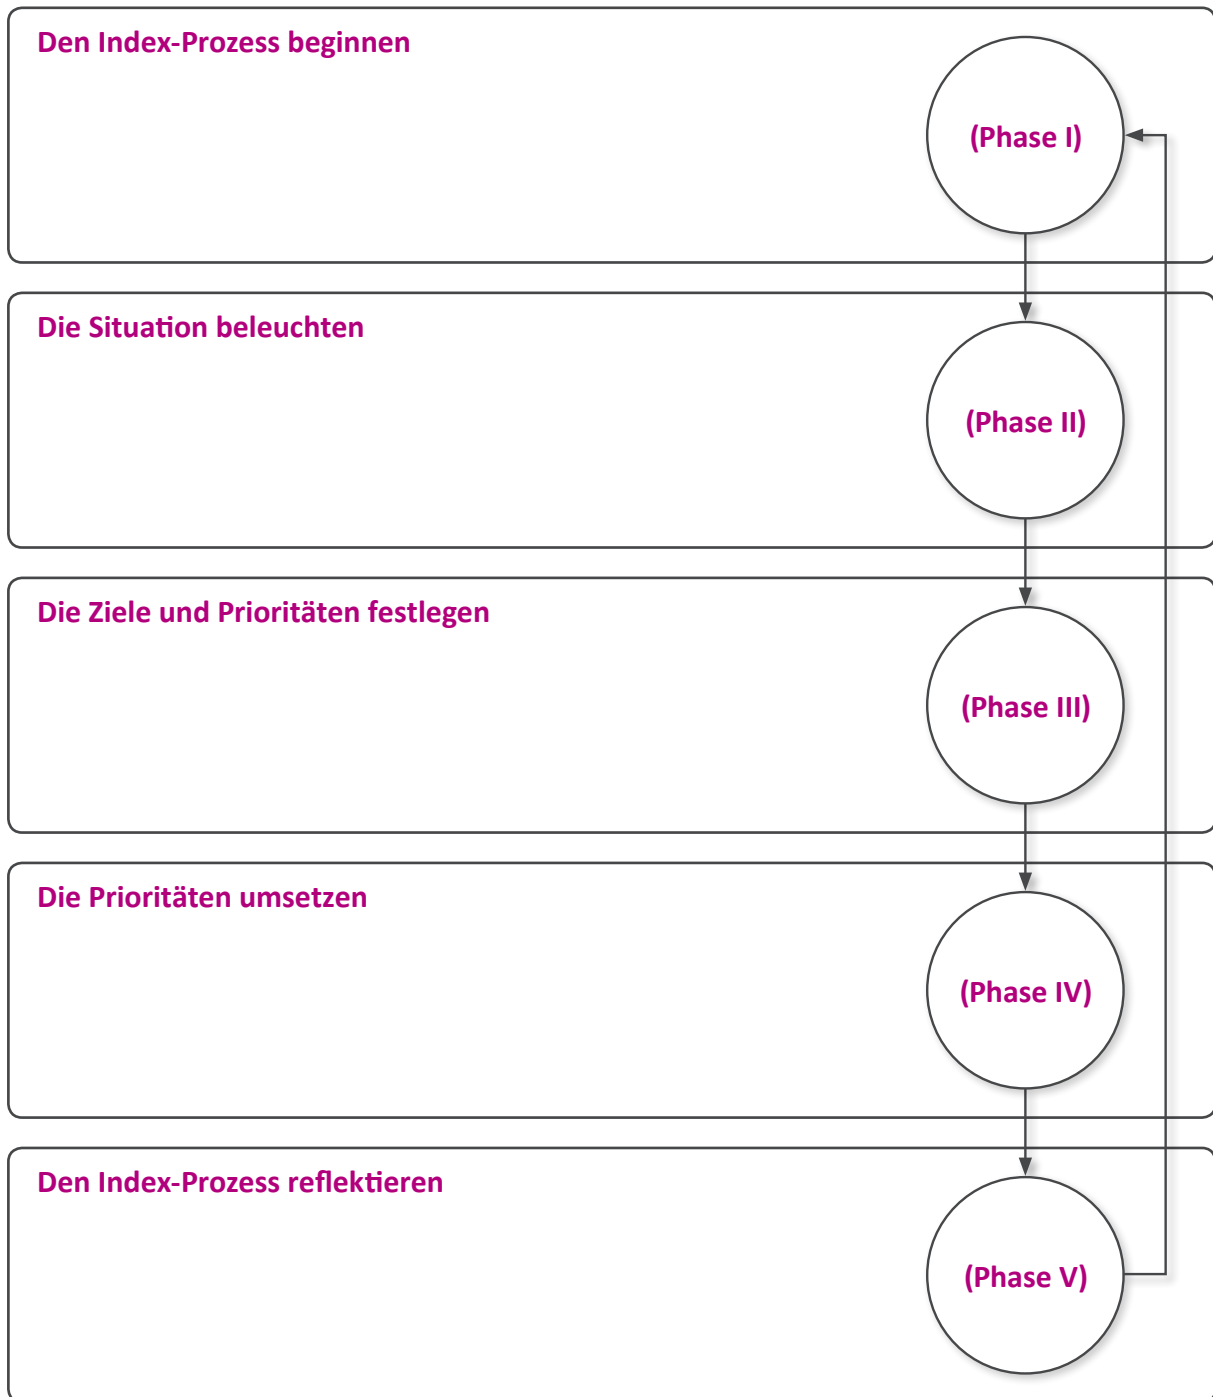 Den Index-Prozess beginnen
(Phase I)
Die Situation beleuchten
(Phase II)
Die Ziele und Prioritäten festlegen
(Phase III)
Die Prioritäten umsetzen
(Phase IV)
Den Index-Prozess reflektieren
(Phase V)